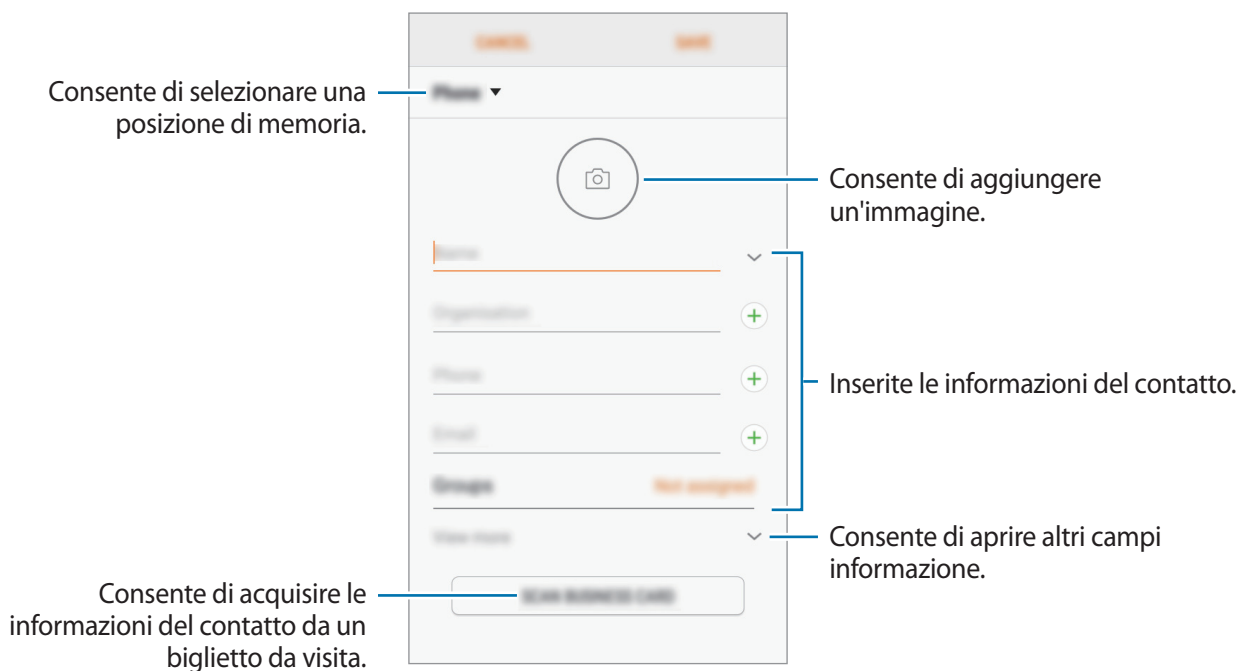 CANCEL
SAVE
Consente di selezionare una
posizione di memoria.
Phone
Consente di aggiungere
un'immagine.
Name
Organisation
Phone
Inserite le informazioni del contatto.
Email
Groups
Not assigned
View more
Consente di aprire altri campi
informazione.
Consente di acquisire le
informazioni del contatto da un
biglietto da visita.
SCAN BUSINESS CARD